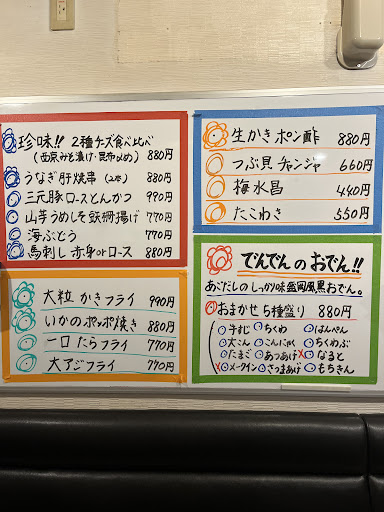 珍味!! 2種チーズ食べ比べ
(西京みそ漬け・昆布〆め) 880円
うなぎ肝焼串(2本) 880円
三元豚ロースとんかつ 990円
山芋うめしそ鉄板揚げ 770円
海ぶどう 770円
馬刺し 赤身orロース 880円
大粒 かきフライ 990円
いかのポッポ焼き 880円
一口 たらフライ 770円
大アジフライ 770円
生かき ポン酢 880円
つぶ貝チャンジャ 660円
梅水晶 440円
たこわさ 550円
でんでん の おでん!!
あごだしの しっかり味 盛岡風黒おでん。
おまかせ5種盛り 880円
牛すじ ちくわ はんぺん
大こん こんにゃく ちくわぶ
たまご あつあげ なると
メークイン さつまあげ もちきん